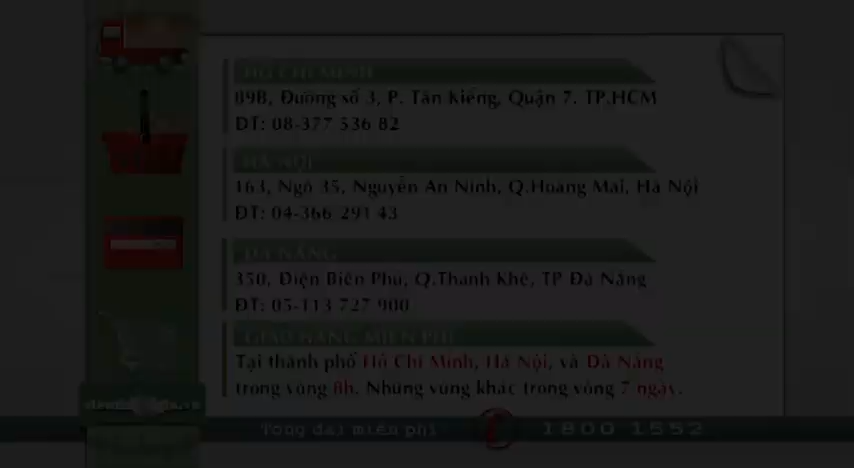 HỒ CHÍ MINH
89B, Đường số 3, P. Tân Kiểng, Quận 7, TP.HCM
ĐT: 08-377 536 82
HÀ NỘI
163, Ngõ 35, Nguyễn An Ninh, Q.Hoàng Mai, Hà Nội
ĐT: 04-366 291 43
ĐÀ NẴNG
350, Điện Biên Phủ, Q.Thanh Khê, TP Đà Nẵng
ĐT: 05-113 727 900
GIAO HÀNG MIỄN PHÍ
Tại thành phố Hồ Chí Minh, Hà Nội, và Đà Nẵng
trong vòng 8h. Những vùng khác trong vòng 7 ngày.
Tổng đài miễn phí 1800 1552